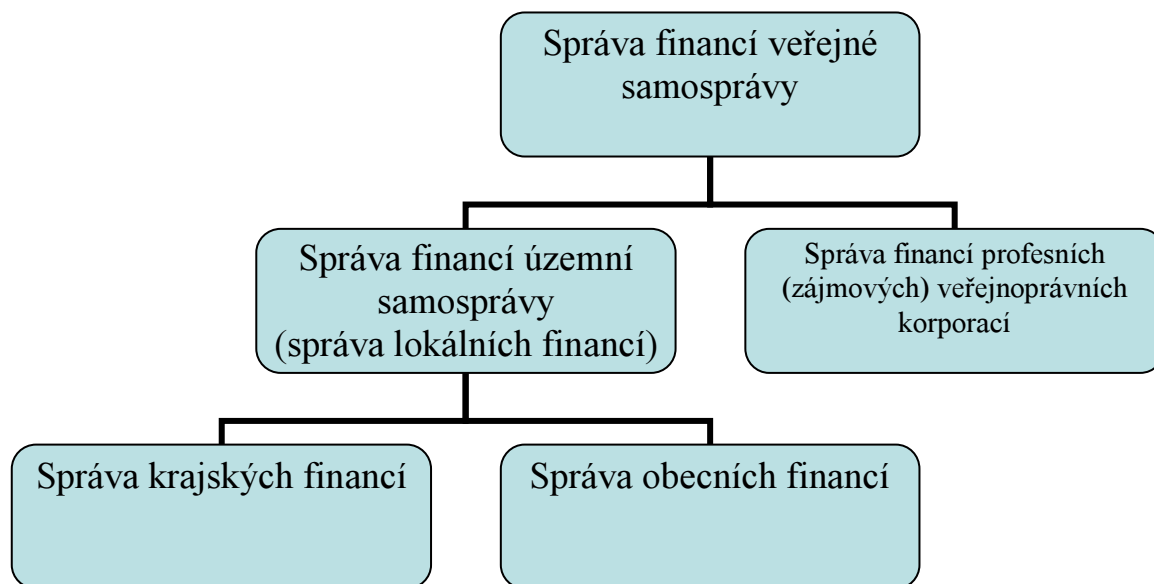 Správa financí veřejné
samosprávy
Správa financí územní
samosprávy
(správa lokálních financí)
Správa financí profesních
(zájmových) veřejnoprávních
korporací
Správa krajských financí
Správa obecních financí